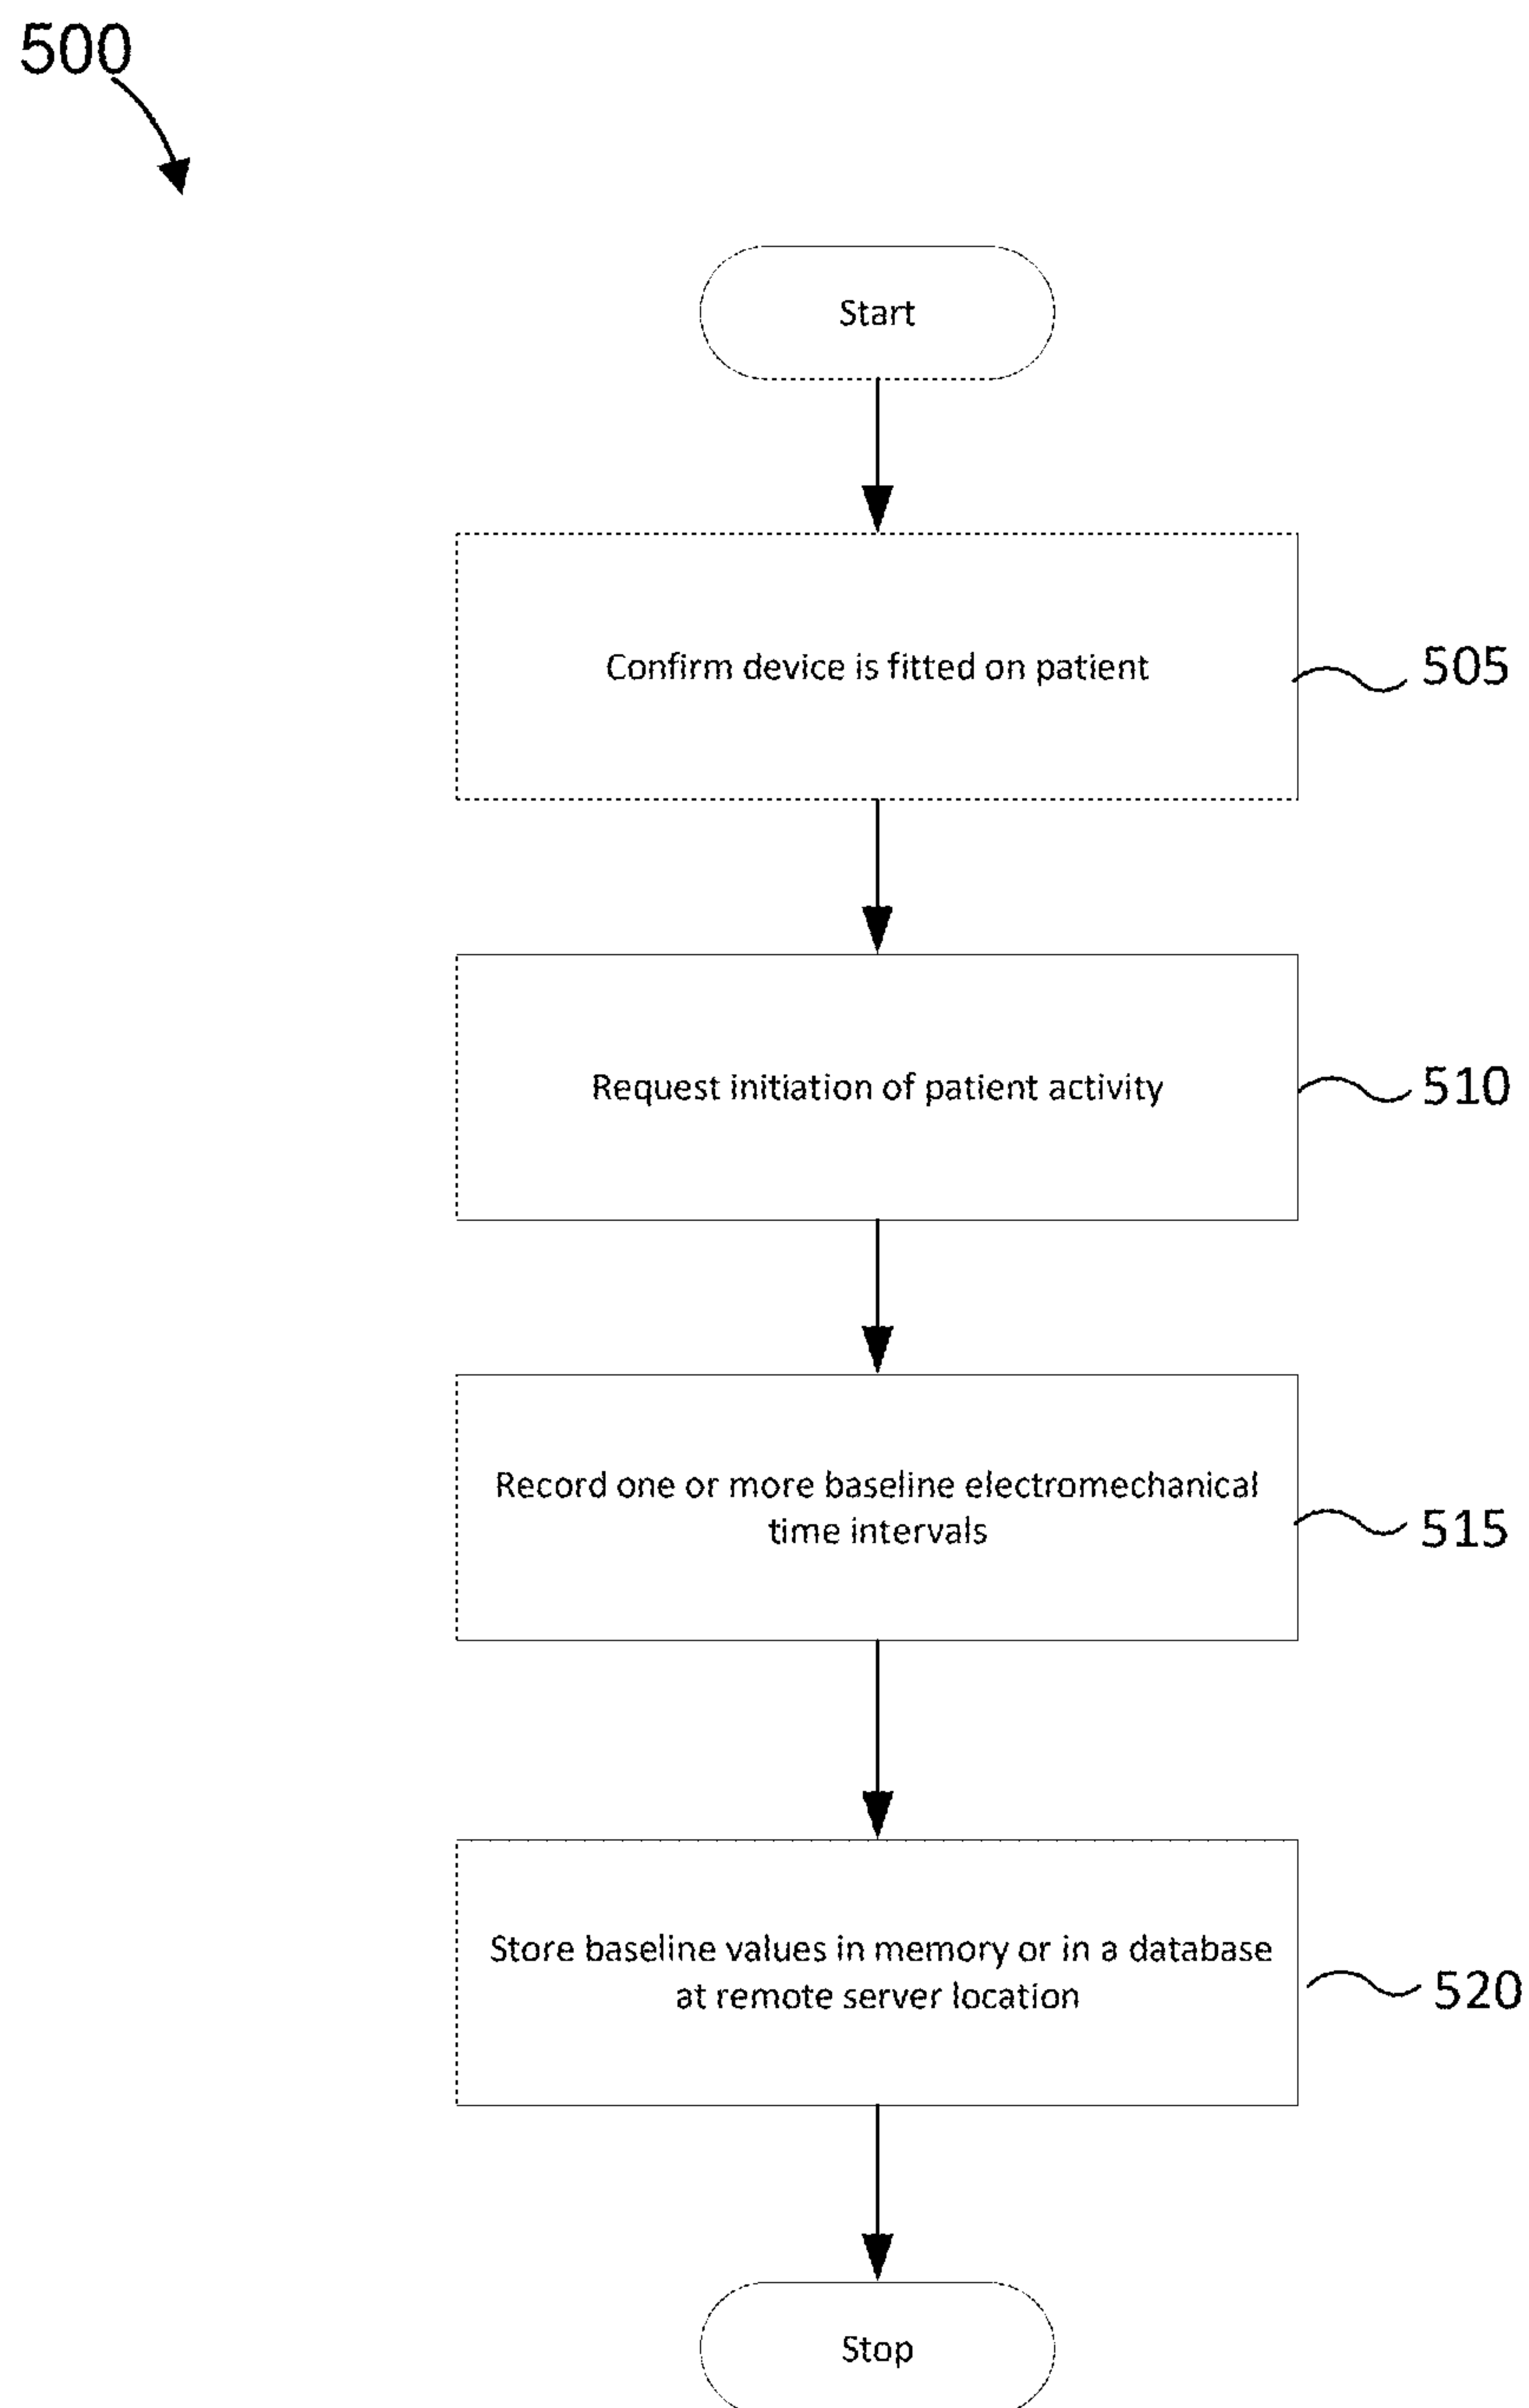 500
Start
Confirm device is fitted on patient
505
Request initiation of patient activity
510
Record one or more baseline electromechanical
time intervals
515
Store baseline values in memory or in a database
at remote server location
520
Stop